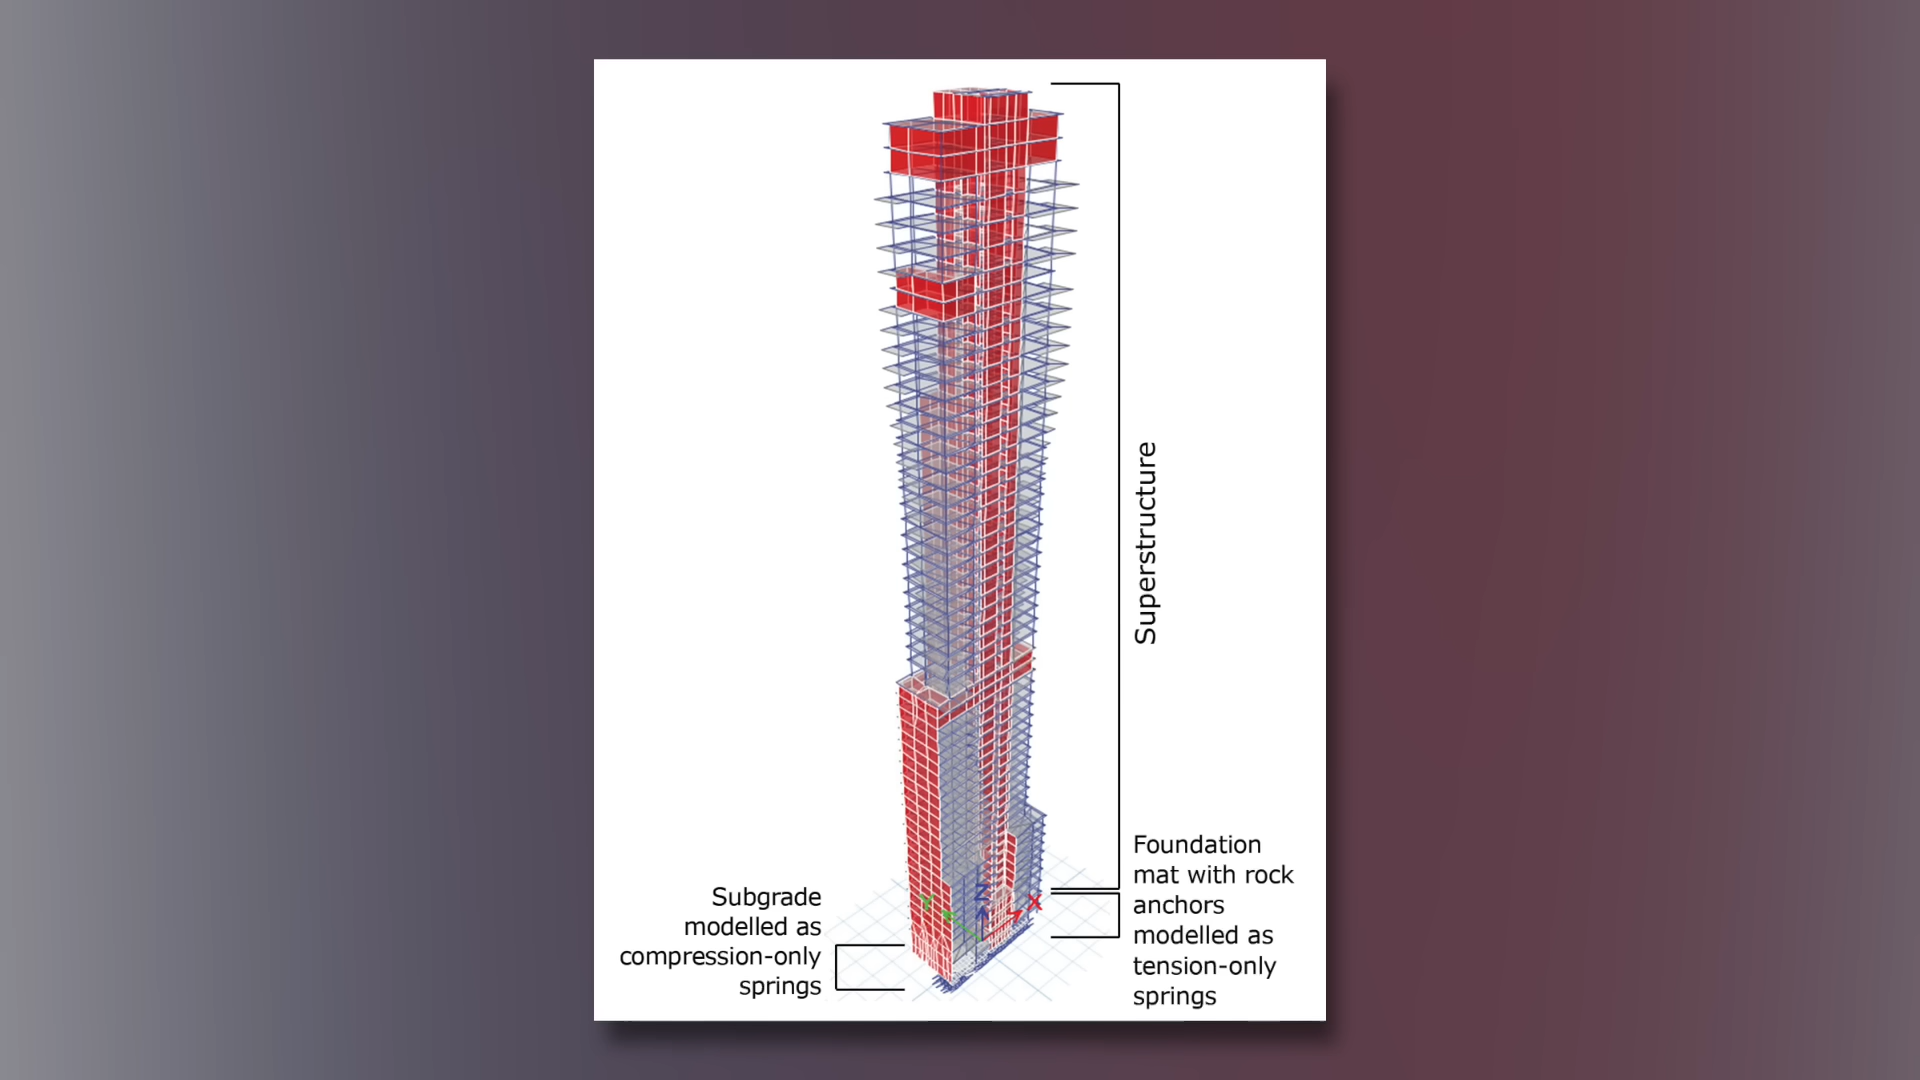 Superstructure
Foundation
mat with rock
anchors
modelled as
tension-only
springs
Subgrade
modelled as
compression-only
springs
Z
Y
X